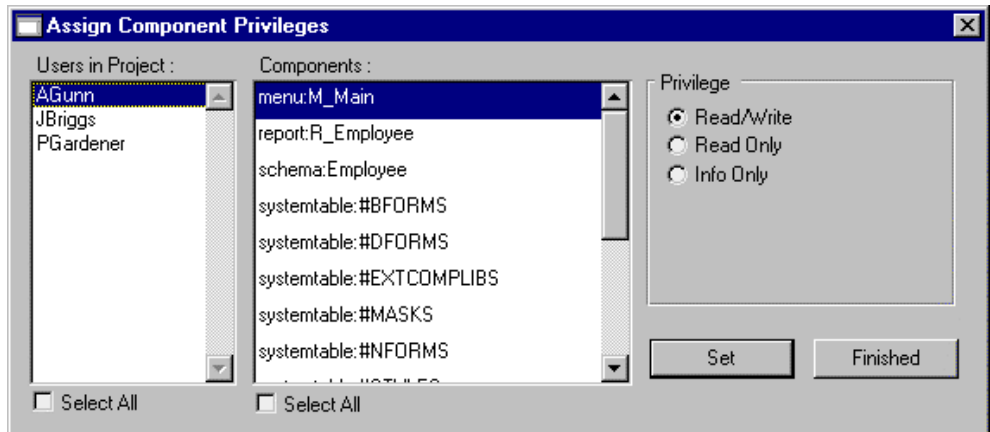 Assign Component Privileges
Users in Project :
AGunn
JBriggs
PGardener
Select All
Components :
menu:M_Main
report:R_Employee
schema:Employee
systemtable:#BFORMS
systemtable:#DFORMS
systemtable:#EXTCOMPLIBS
systemtable:#MASKS
systemtable:#NFORMS
Select All
Privilege
Read/Write
Read Only
Info Only
Set
Finished